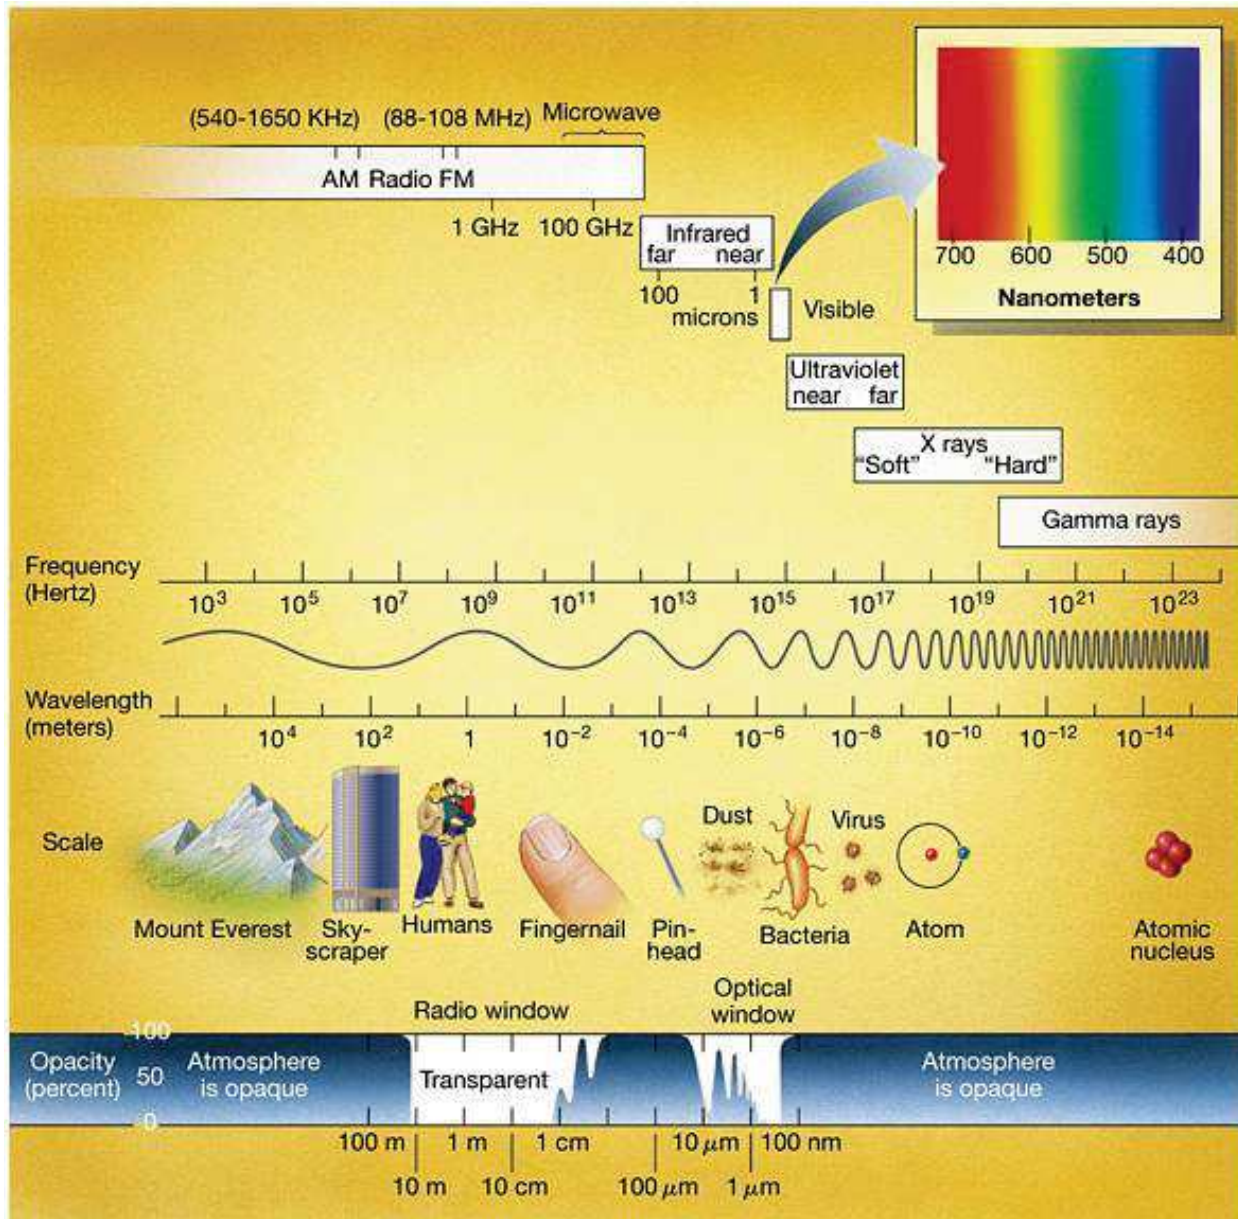 (540-1650 KHz) (88-108 MHz) Microwave
AM Radio FM
1 GHz 100 GHz
Infrared
far near
100 1
microns
Visible
700 600 500 400
Nanometers
Ultraviolet
near far
X rays
“Soft” “Hard”
Gamma rays
Frequency
(Hertz)
10³ 10⁵ 10⁷ 10⁹ 10¹¹ 10¹³ 10¹⁵ 10¹⁷ 10¹⁹ 10²¹ 10²³
Wavelength
(meters)
10⁴ 10² 1 10⁻² 10⁻⁴ 10⁻⁶ 10⁻⁸ 10⁻¹⁰ 10⁻¹² 10⁻¹⁴
Scale
Mount Everest
Sky-
scraper
Humans
Fingernail
Pin-
head
Dust
Bacteria
Virus
Atom
Atomic
nucleus
Radio window
Optical
window
Opacity
(percent)
100
50
0
Atmosphere
is opaque
Transparent
Atmosphere
is opaque
100 m 1 m 1 cm 10 μm 100 nm
10 m 10 cm 100 μm 1 μm